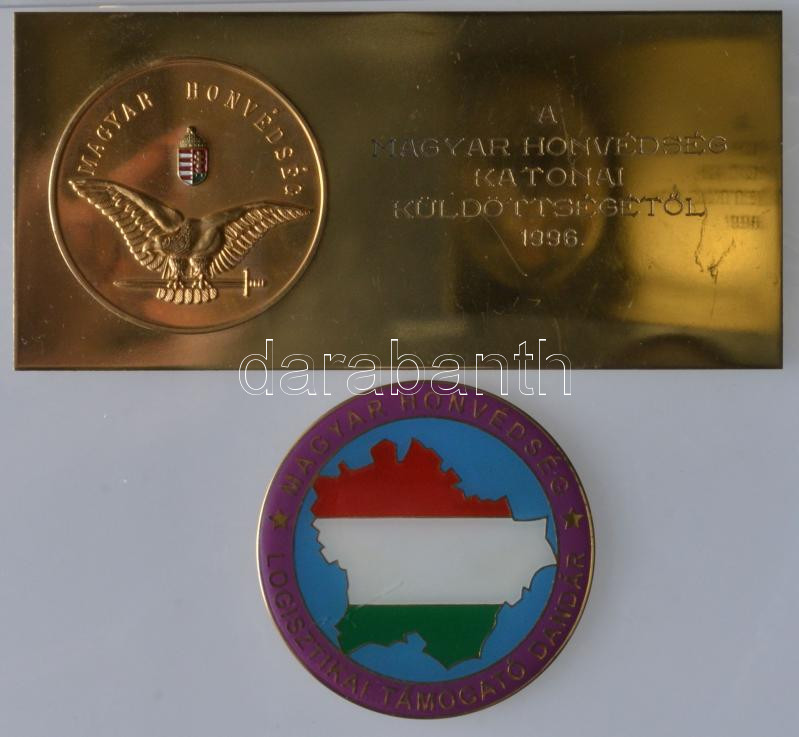 MAGYAR HONVÉDSÉG
A
MAGYAR HONVÉDSÉG
KATONAI
KÜLDÖTTSÉGÉTŐL
1996.
darabanth
MAGYAR HONVÉDSÉG
LOGISZTIKAI TÁMOGATÓ DANDÁR